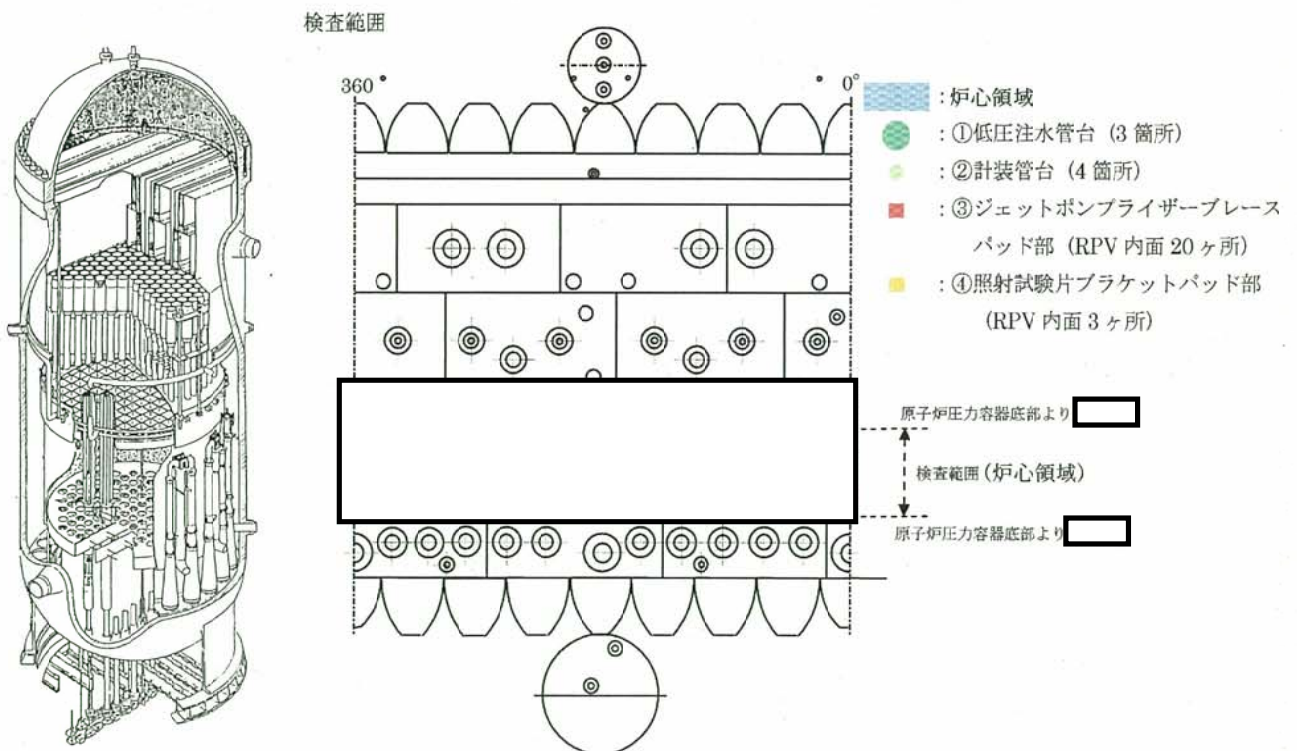 検査範囲
360°
0°
：炉心領域
：①低圧注水管台（3 箇所）
：②計装管台（4 箇所）
：③ジェットポンプライザーブレース
パッド部（RPV 内面 20 ヶ所）
：④照射試験片ブラケットパッド部
（RPV 内面 3 ヶ所）
原子炉圧力容器底部より
検査範囲(炉心領域)
原子炉圧力容器底部より